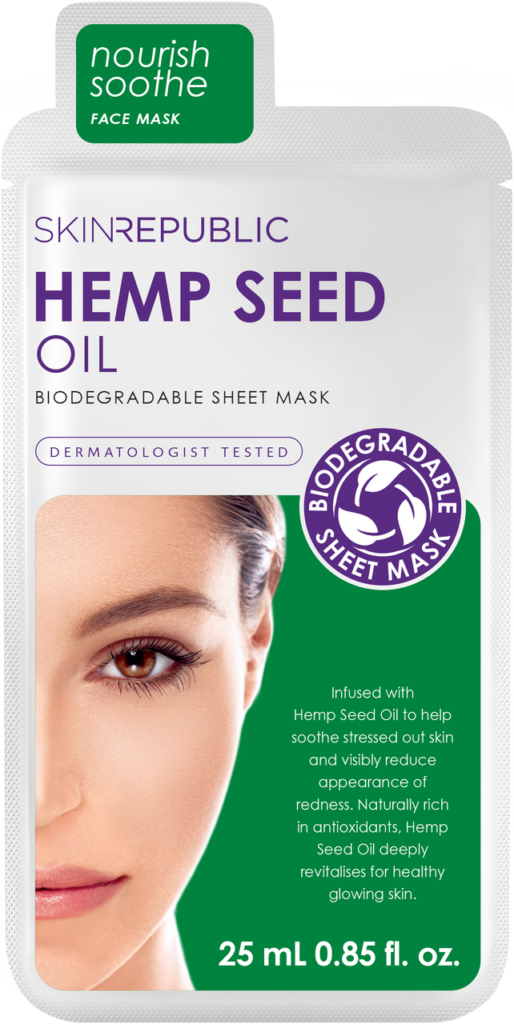 nourish
soothe
FACE MASK
SKINREPUBLIC
HEMP SEED
OIL
BIODEGRADABLE SHEET MASK
DERMATOLOGIST TESTED
BIODEGRADABLE
SHEET MASK
Infused with
Hemp Seed Oil to help
soothe stressed out skin
and visibly reduce
appearance of
redness. Naturally rich
in antioxidants, Hemp
Seed Oil deeply
revitalises for healthy
glowing skin.
25 mL 0.85 fl. oz.